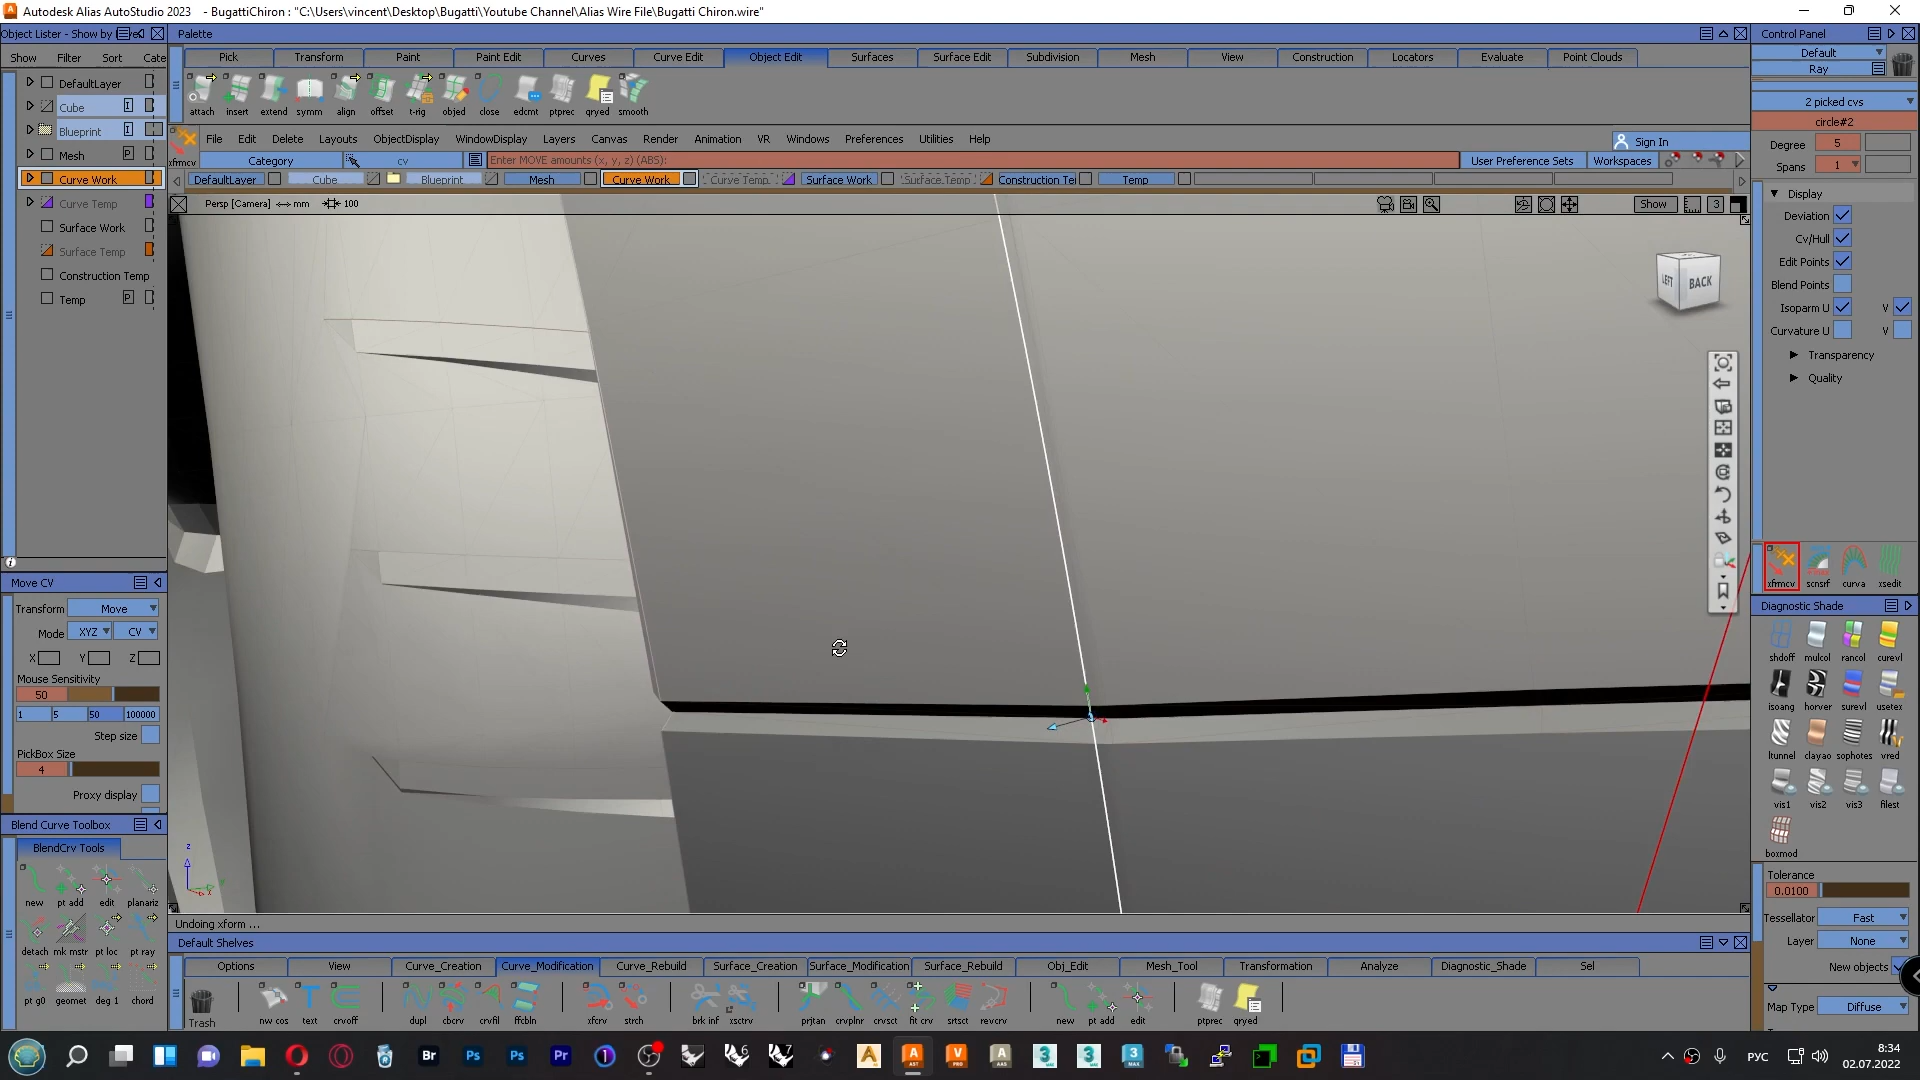 Autodesk Alias AutoStudio 2023 - BugattiChiron : "C:\Users\vincent\Desktop\Bugatti\Youtube Channel\Alias Wire File\Bugatti Chiron.wire"
Palette
Control Panel
Show Filter Sort Cate
Pick Transform Paint Paint Edit Curves Curve Edit Object Edit Surfaces Surface Edit Subdivision Mesh View Construction Locators Evaluate Point Clouds
Default
Ray
DefaultLayer
Cube
Blueprint
Mesh
Curve Work
Curve Temp
Surface Work
Surface Temp
Construction Temp
Temp
attach insert extend symm align offset t-rig objed close edcmt ptprec qryed smooth
File Edit Delete Layouts ObjectDisplay WindowDisplay Layers Canvas Render Animation VR Windows Preferences Utilities Help
Sign In
xfrmcv Category cv Enter MOVE amounts (x, y, z) (ABS):
User Preference Sets Workspaces
DefaultLayer Cube Blueprint Mesh Curve Work Curve Temp Surface Work Surface Temp Construction Te Temp
Persp [Camera] mm 100
Show 3
LEFT BACK
2 picked cvs
circle#2
Degree 5
Spans 1
Display
Deviation
Cv/Hull
Edit Points
Blend Points
Isoparm U V
Curvature U V
Transparency
Quality
xfrmcv scnsrf curva xsedit
Diagnostic Shade
shdoff mulcol rancol curevl
isoang horver surevl usetex
ltunnel clayao sophotes vred
vis1 vis2 vis3 filest
boxmod
Tolerance
0.0100
Tessellator Fast
Layer None
New objects
Map Type Diffuse
Move CV
Transform Move
Mode XYZ CV
X Y Z
Mouse Sensitivity
50
1 5 50 100000
Step size
PickBox Size
4
Proxy display
Blend Curve Toolbox
BlendCrv Tools
new pt add edit planariz
detach mk mstr pt loc pt ray
pt g0 geomet deg 1 chord
z
Undoing xform ...
Default Shelves
Options View Curve_Creation Curve_Modification Curve_Rebuild Surface_Creation Surface_Modification Surface_Rebuild Obj_Edit Mesh_Tool Transformation Analyze Diagnostic_Shade Sel
Trash nw cos text crvoff dupl cbcrv crvfil ffcbln xfcrv strch brk inf xsctrv prjtan crvplnr crvsct fit crv srtsct revcrv new pt add edit ptprec qryed
РУС
8:34
02.07.2022